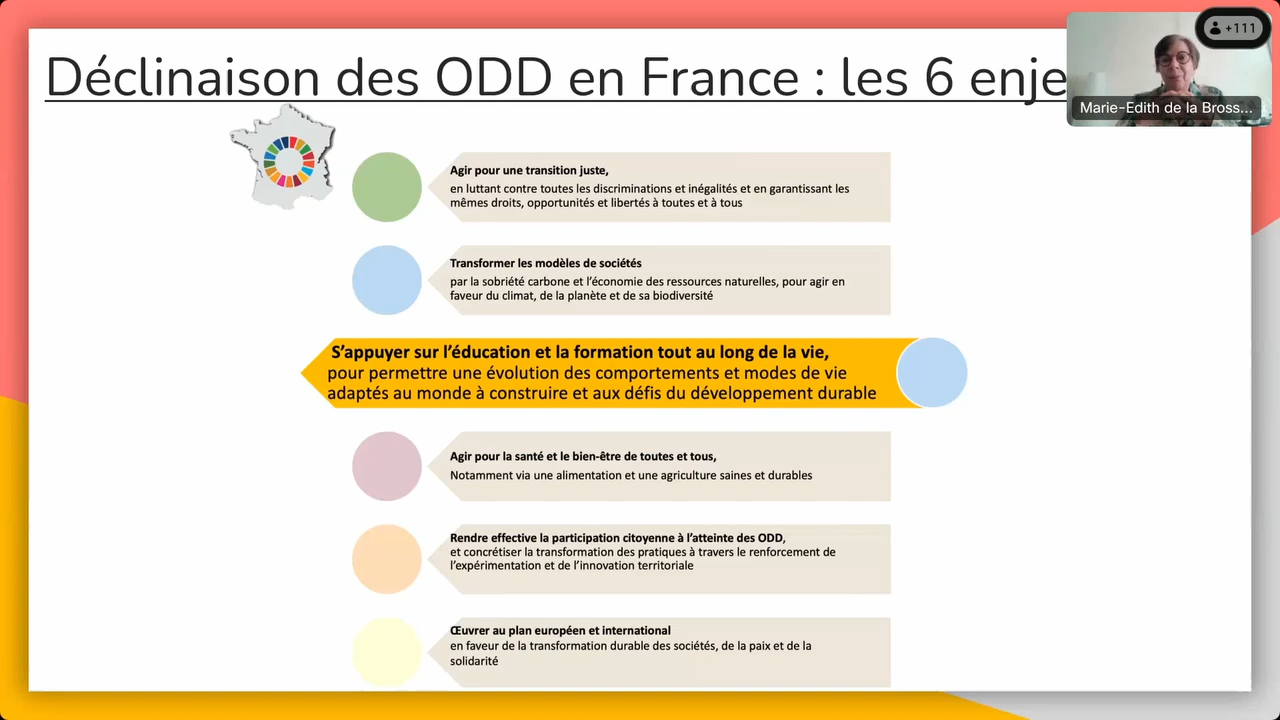 Déclinaison des ODD en France : les 6 enje
+111
Marie-Edith de la Bross...
Agir pour une transition juste,
en luttant contre toutes les discriminations et inégalités et en garantissant les
mêmes droits, opportunités et libertés à toutes et à tous
Transformer les modèles de sociétés
par la sobriété carbone et l'économie des ressources naturelles, pour agir en
faveur du climat, de la planète et de sa biodiversité
S'appuyer sur l'éducation et la formation tout au long de la vie,
pour permettre une évolution des comportements et modes de vie
adaptés au monde à construire et aux défis du développement durable
Agir pour la santé et le bien-être de toutes et tous,
Notamment via une alimentation et une agriculture saines et durables
Rendre effective la participation citoyenne à l'atteinte des ODD,
et concrétiser la transformation des pratiques à travers le renforcement de
l'expérimentation et de l'innovation territoriale
Œuvrer au plan européen et international
en faveur de la transformation durable des sociétés, de la paix et de la
solidarité